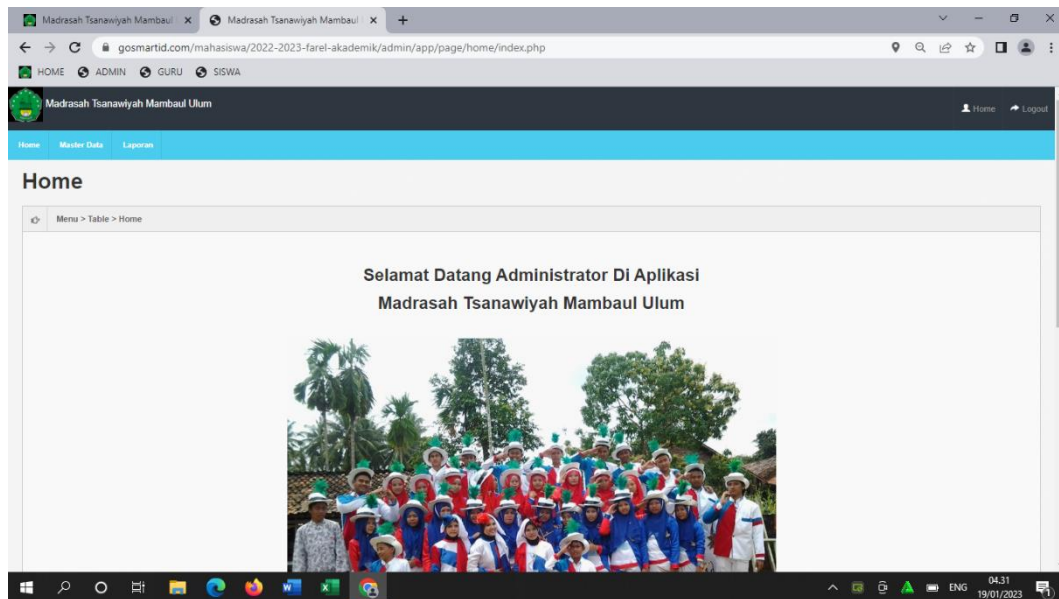 Madrasah Tsanawiyah Mambaul
Madrasah Tsanawiyah Mambaul
gosmartid.com/mahasiswa/2022-2023-farel-akademik/admin/app/page/home/index.php
HOME ADMIN GURU SISWA
Madrasah Tsanawiyah Mambaul Ulum
Home Logout
Home Master Data Laporan
Home
Menu > Table > Home
Selamat Datang Administrator Di Aplikasi
Madrasah Tsanawiyah Mambaul Ulum
ENG
04.31
19/01/2023